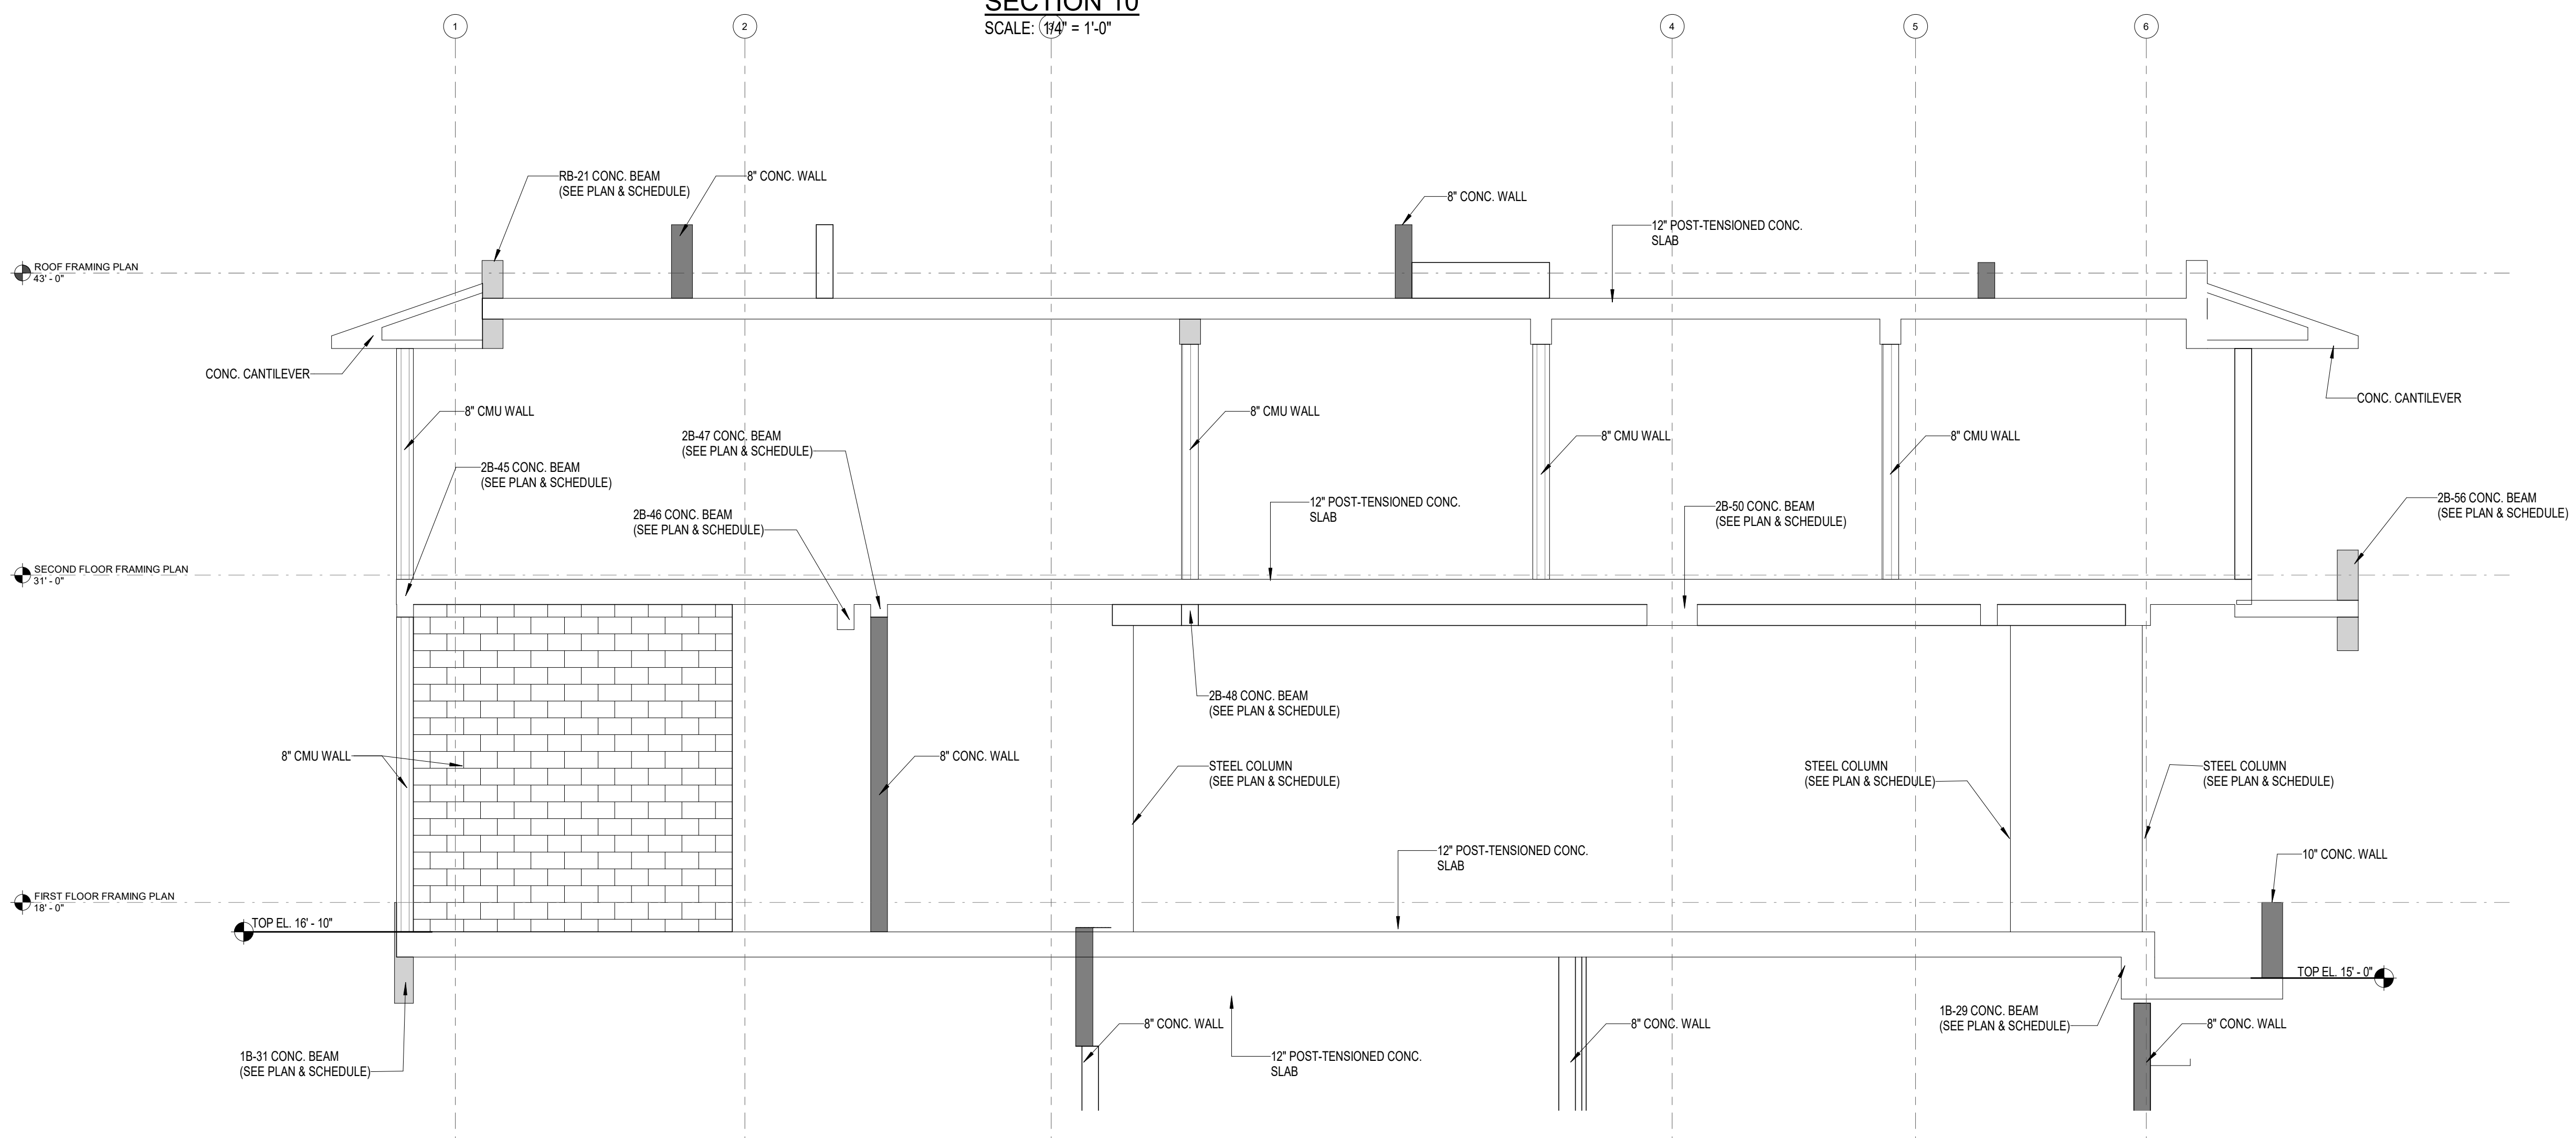 SECTION 10
SCALE: 1/4" = 1'-0"
1
2
3
4
5
6
RB-21 CONC. BEAM
(SEE PLAN & SCHEDULE)
8" CONC. WALL
8" CONC. WALL
12" POST-TENSIONED CONC.
SLAB
ROOF FRAMING PLAN
43' - 0"
CONC. CANTILEVER
CONC. CANTILEVER
8" CMU WALL
8" CMU WALL
8" CMU WALL
8" CMU WALL
2B-47 CONC. BEAM
(SEE PLAN & SCHEDULE)
2B-45 CONC. BEAM
(SEE PLAN & SCHEDULE)
2B-46 CONC. BEAM
(SEE PLAN & SCHEDULE)
12" POST-TENSIONED CONC.
SLAB
2B-50 CONC. BEAM
(SEE PLAN & SCHEDULE)
2B-56 CONC. BEAM
(SEE PLAN & SCHEDULE)
SECOND FLOOR FRAMING PLAN
31' - 0"
2B-48 CONC. BEAM
(SEE PLAN & SCHEDULE)
8" CMU WALL
8" CONC. WALL
STEEL COLUMN
(SEE PLAN & SCHEDULE)
STEEL COLUMN
(SEE PLAN & SCHEDULE)
STEEL COLUMN
(SEE PLAN & SCHEDULE)
12" POST-TENSIONED CONC.
SLAB
10" CONC. WALL
FIRST FLOOR FRAMING PLAN
18' - 0"
TOP EL. 16' - 10"
TOP EL. 15' - 0"
1B-31 CONC. BEAM
(SEE PLAN & SCHEDULE)
8" CONC. WALL
12" POST-TENSIONED CONC.
SLAB
8" CONC. WALL
1B-29 CONC. BEAM
(SEE PLAN & SCHEDULE)
8" CONC. WALL